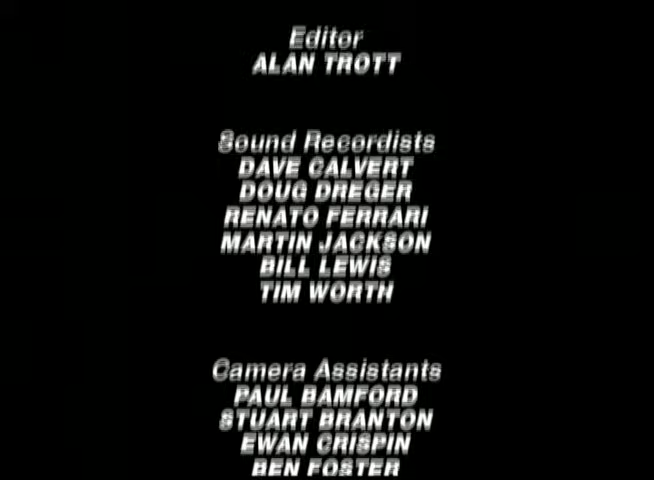 Editor
ALAN TROTT
Sound Recordists
DAVE CALVERT
DOUG DREGER
RENATO FERRARI
MARTIN JACKSON
BILL LEWIS
TIM WORTH
Camera Assistants
PAUL BAMFORD
STUART BRANTON
EWAN CRISPIN
BEN FOSTER